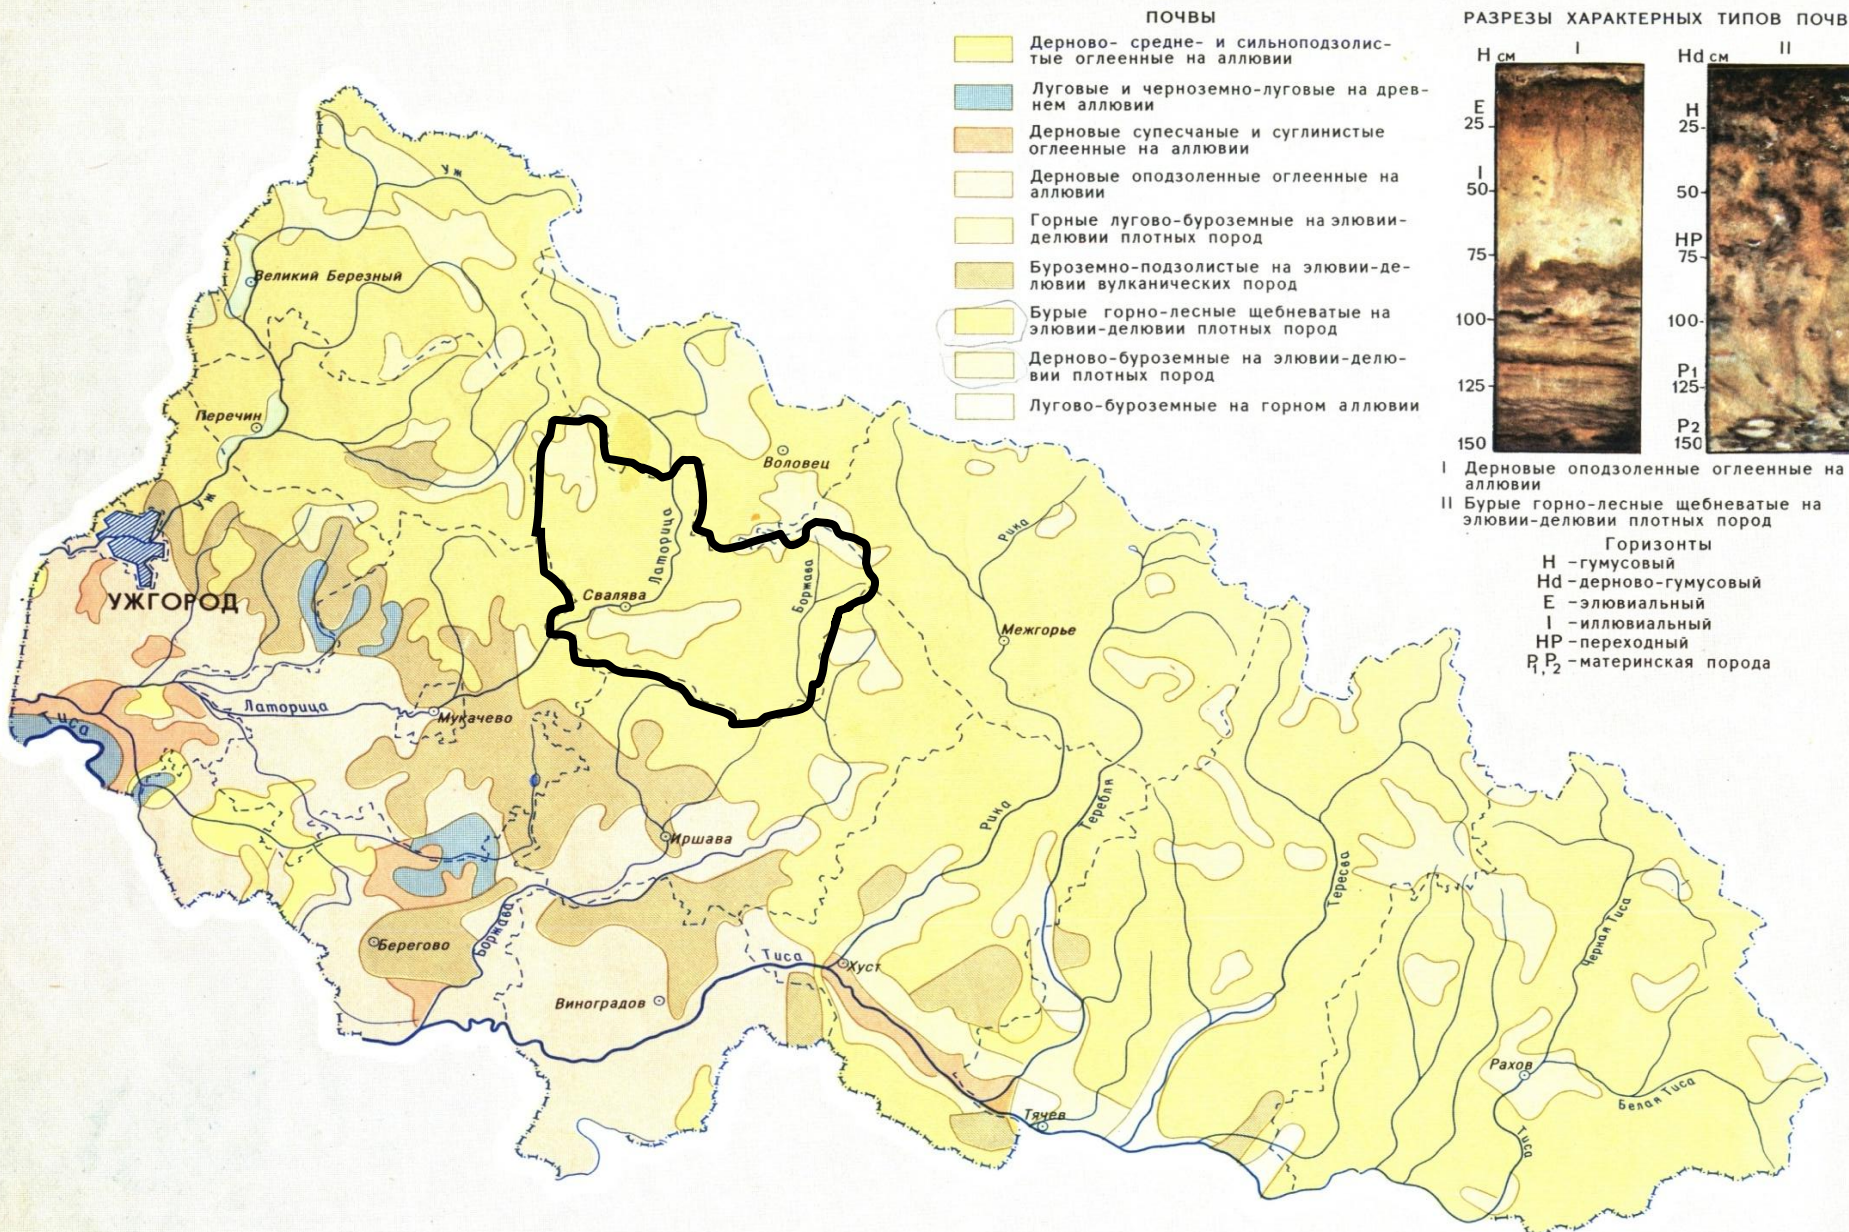 ПОЧВЫ
Дерново- средне- и сильноподзолис-
тые оглеенные на аллювии
Луговые и черноземно-луговые на древ-
нем аллювии
Дерновые супесчаные и суглинистые
оглеенные на аллювии
Дерновые оподзоленные оглеенные на
аллювии
Горные лугово-буроземные на элювии-
делювии плотных пород
Буроземно-подзолистые на элювии-де-
лювии вулканических пород
Бурые горно-лесные щебневатые на
элювии-делювии плотных пород
Дерново-буроземные на элювии-делю-
вии плотных пород
Лугово-буроземные на горном аллювии
РАЗРЕЗЫ ХАРАКТЕРНЫХ ТИПОВ ПОЧВ
I
H см
E
25
I
50
75
100
125
150
II
Hd см
H
25
50
HP
75
100
P1
125
P2
150
I Дерновые оподзоленные оглеенные на
аллювии
II Бурые горно-лесные щебневатые на
элювии-делювии плотных пород
Горизонты
H -гумусовый
Hd -дерново-гумусовый
E -элювиальный
I -иллювиальный
HP -переходный
P1, P2 -материнская порода
Уж
Великий Березный
Перечин
Уж
Воловец
Латорица
Рика
УЖГОРОД
Свалява
Боржава
Межгорье
Тиса
Латорица
Мукачево
Рика
Теребля
Иршава
Тересва
Берегово
Боржава
Тиса
Хуст
Черная Тиса
Виноградов
Рахов
Белая Тиса
Тячев
Тиса